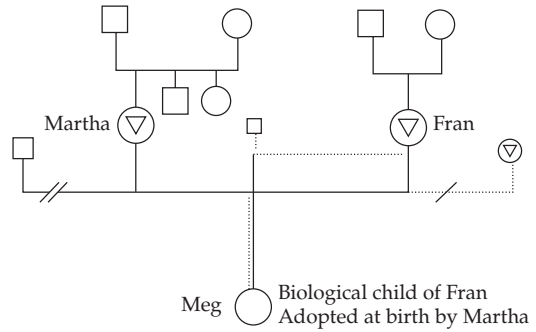 Martha
Fran
Meg
Biological child of Fran
Adopted at birth by Martha